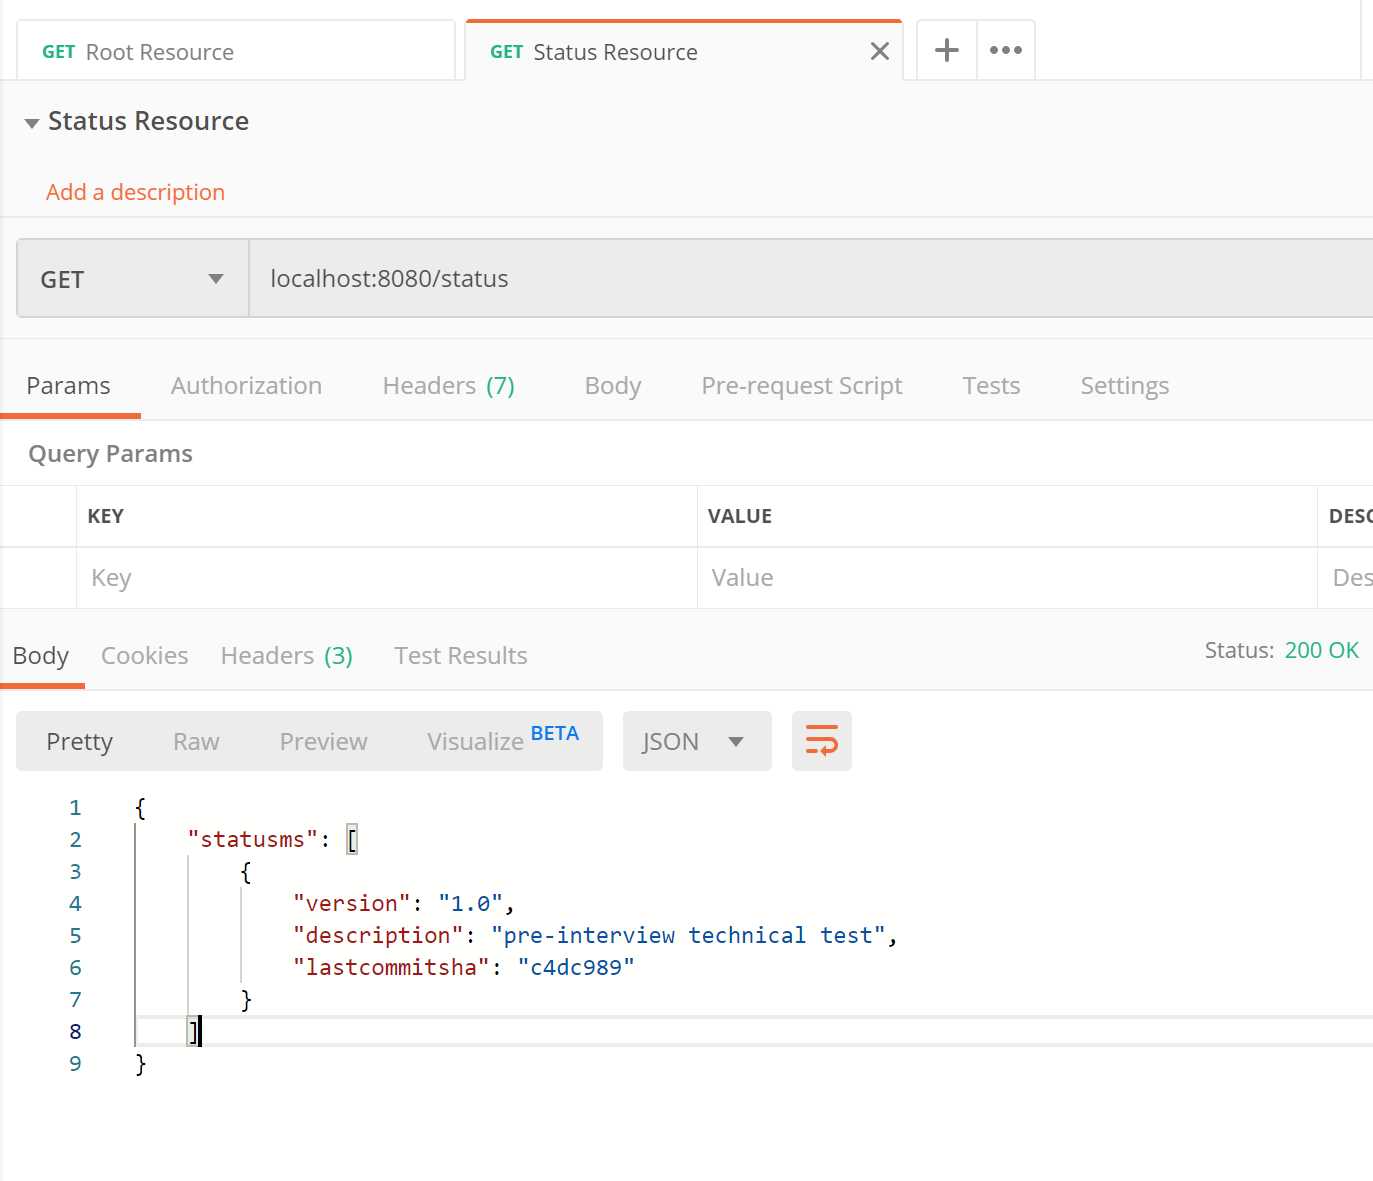 GET Root Resource
GET Status Resource
Status Resource
Add a description
GET localhost:8080/status
Params Authorization Headers (7) Body Pre-request Script Tests Settings
Query Params
KEY VALUE DESC
Key Value Des
Body Cookies Headers (3) Test Results Status: 200 OK
Pretty Raw Preview Visualize BETA JSON
1 {
2 "statusms": [
3 {
4 "version": "1.0",
5 "description": "pre-interview technical test",
6 "lastcommitsha": "c4dc989"
7 }
8 ]
9 }